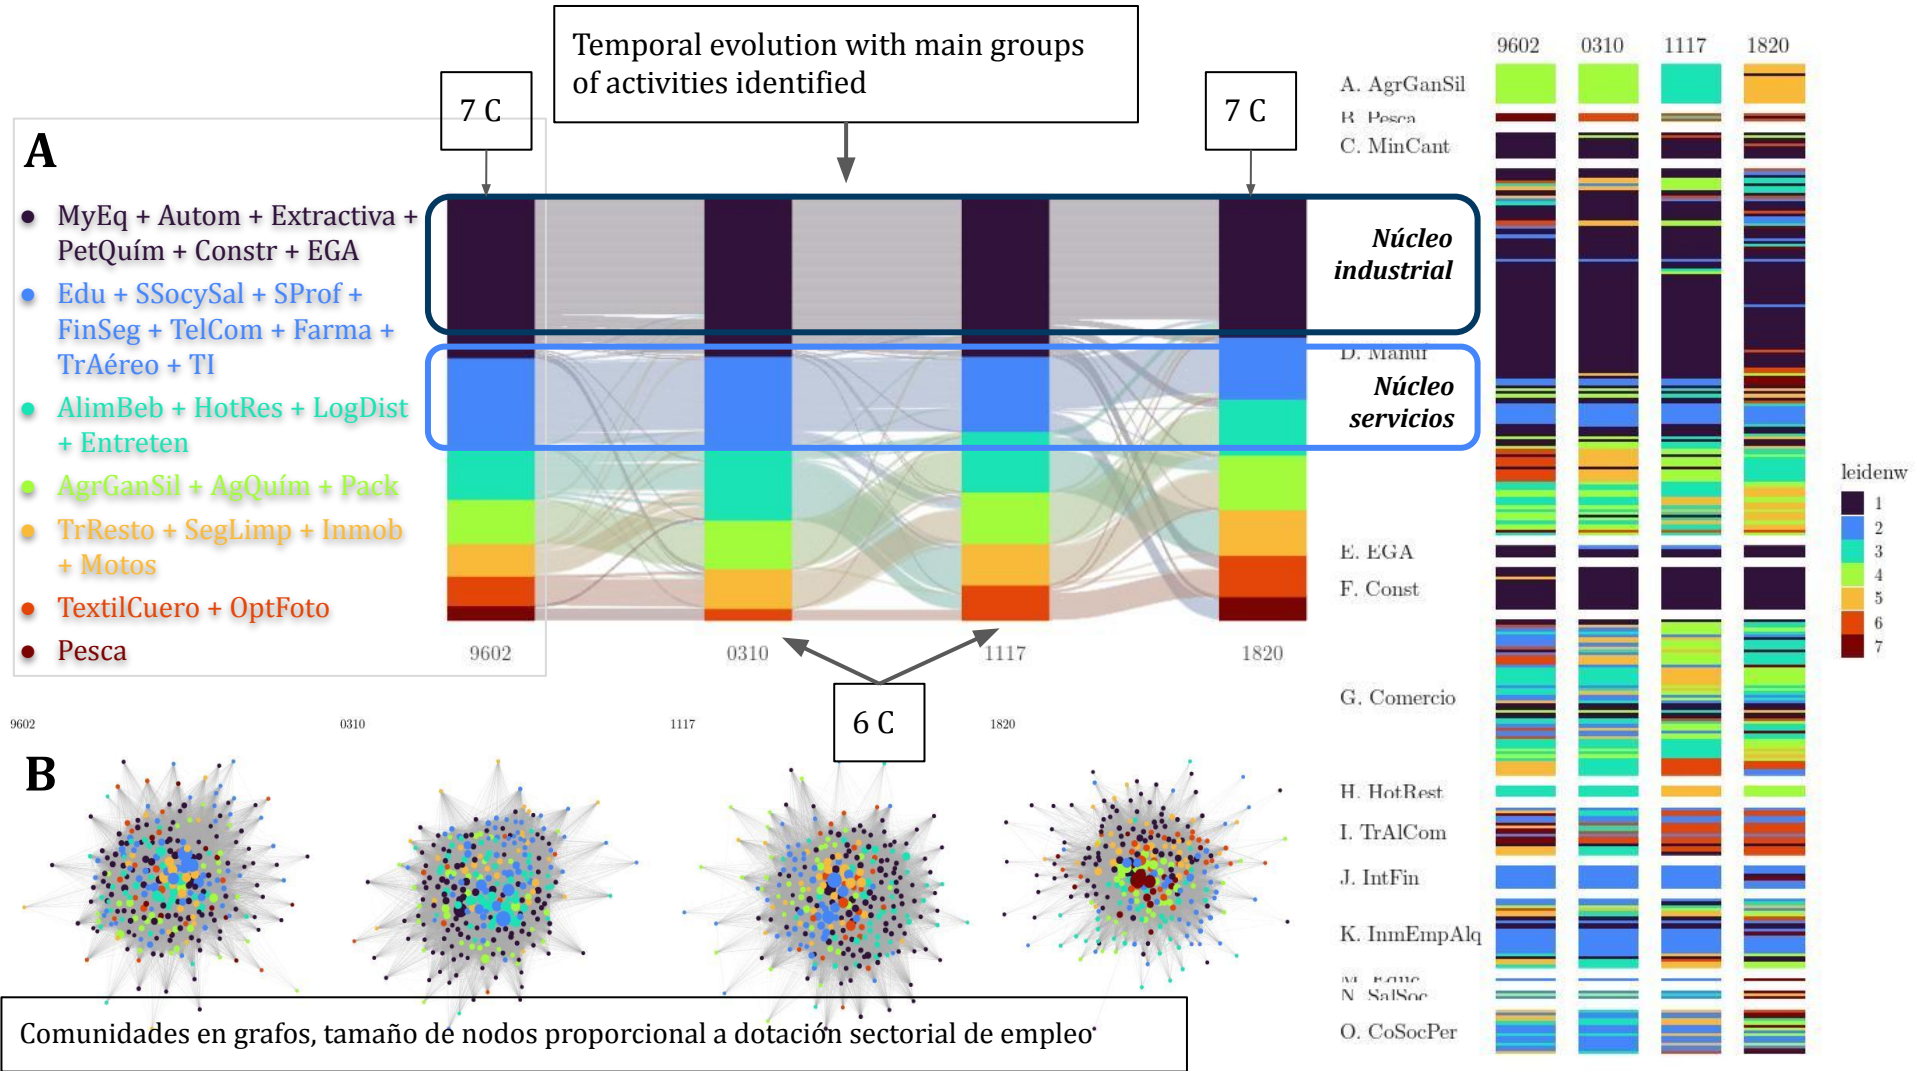 Temporal evolution with main groups
of activities identified
7 C
7 C
A
MyEq + Autom + Extractiva +
PetQuím + Constr + EGA
Edu + SSocySal + SProf +
FinSeg + TelCom + Farma +
TrAéreo + TI
AlimBeb + HotRes + LogDist
+ Entreten
AgrGanSil + AgQuím + Pack
TrResto + SegLimp + Inmob
+ Motos
TextilCuero + OptFoto
Pesca
Núcleo
industrial
Núcleo
servicios
9602
0310
1117
1820
6 C
9602
0310
1117
1820
B
Comunidades en grafos, tamaño de nodos proporcional a dotación sectorial de empleo
9602
0310
1117
1820
A. AgrGanSil
B. Pesca
C. MinCant
D. Manuf
E. EGA
F. Const
G. Comercio
H. HotRest
I. TrAlCom
J. IntFin
K. InmEmpAlq
M. Educ
N. SalSoc
O. CoSocPer
leidenw
1
2
3
4
5
6
7